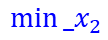 min _x₂